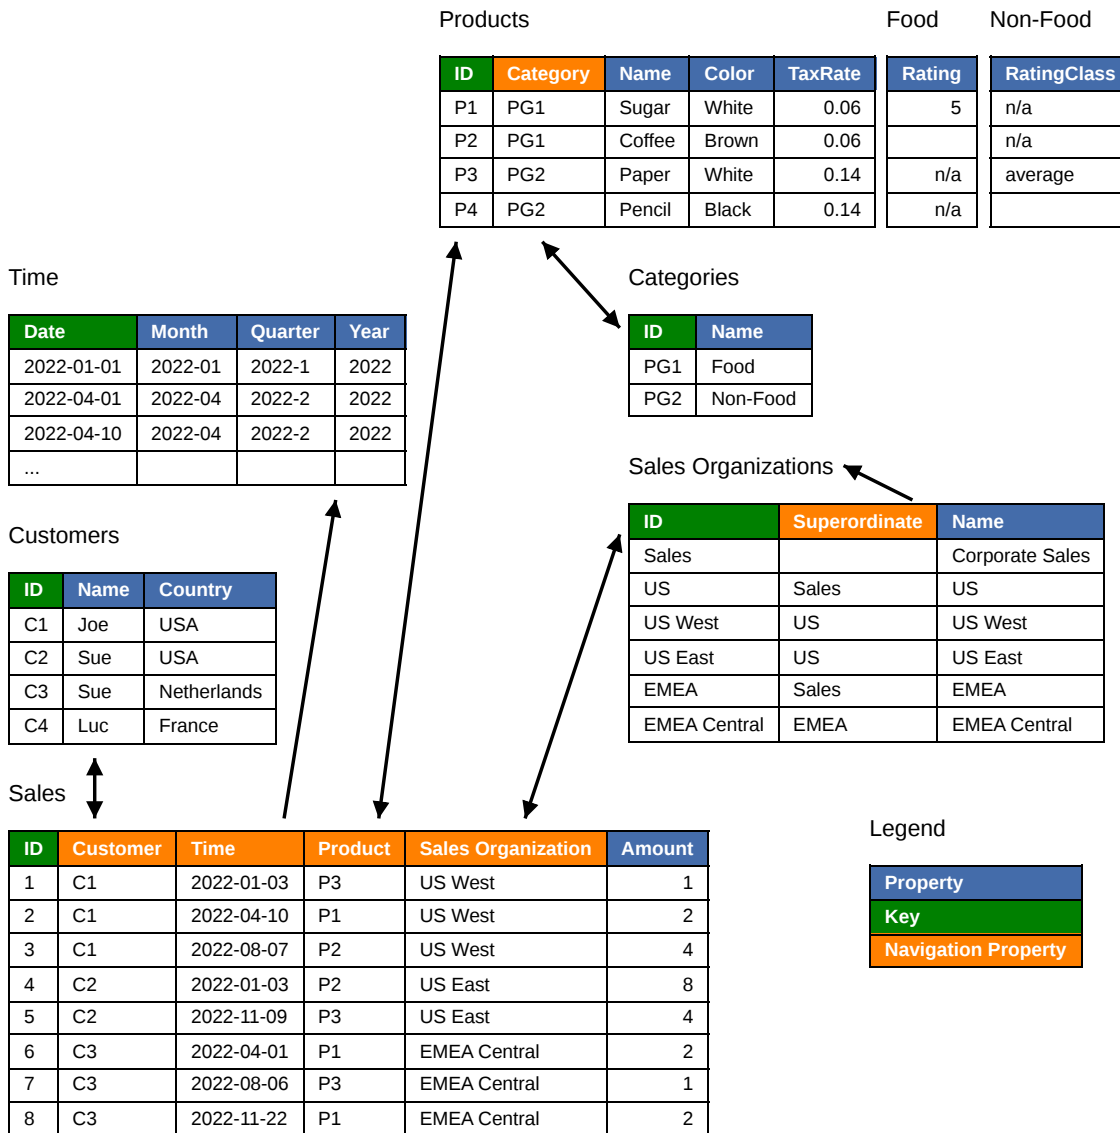 Products Food Non-Food
ID Category Name Color TaxRate Rating RatingClass
P1 PG1 Sugar White 0.06 5 n/a
P2 PG1 Coffee Brown 0.06 n/a
P3 PG2 Paper White 0.14 n/a average
P4 PG2 Pencil Black 0.14 n/a
Time
Date Month Quarter Year
2022-01-01 2022-01 2022-1 2022
2022-04-01 2022-04 2022-2 2022
2022-04-10 2022-04 2022-2 2022
...
Categories
ID Name
PG1 Food
PG2 Non-Food
Sales Organizations
ID Superordinate Name
Sales Corporate Sales
US Sales US
US West US US West
US East US US East
EMEA Sales EMEA
EMEA Central EMEA EMEA Central
Customers
ID Name Country
C1 Joe USA
C2 Sue USA
C3 Sue Netherlands
C4 Luc France
Sales
ID Customer Time Product Sales Organization Amount
1 C1 2022-01-03 P3 US West 1
2 C1 2022-04-10 P1 US West 2
3 C1 2022-08-07 P2 US West 4
4 C2 2022-01-03 P2 US East 8
5 C2 2022-11-09 P3 US East 4
6 C3 2022-04-01 P1 EMEA Central 2
7 C3 2022-08-06 P3 EMEA Central 1
8 C3 2022-11-22 P1 EMEA Central 2
Legend
Property
Key
Navigation Property